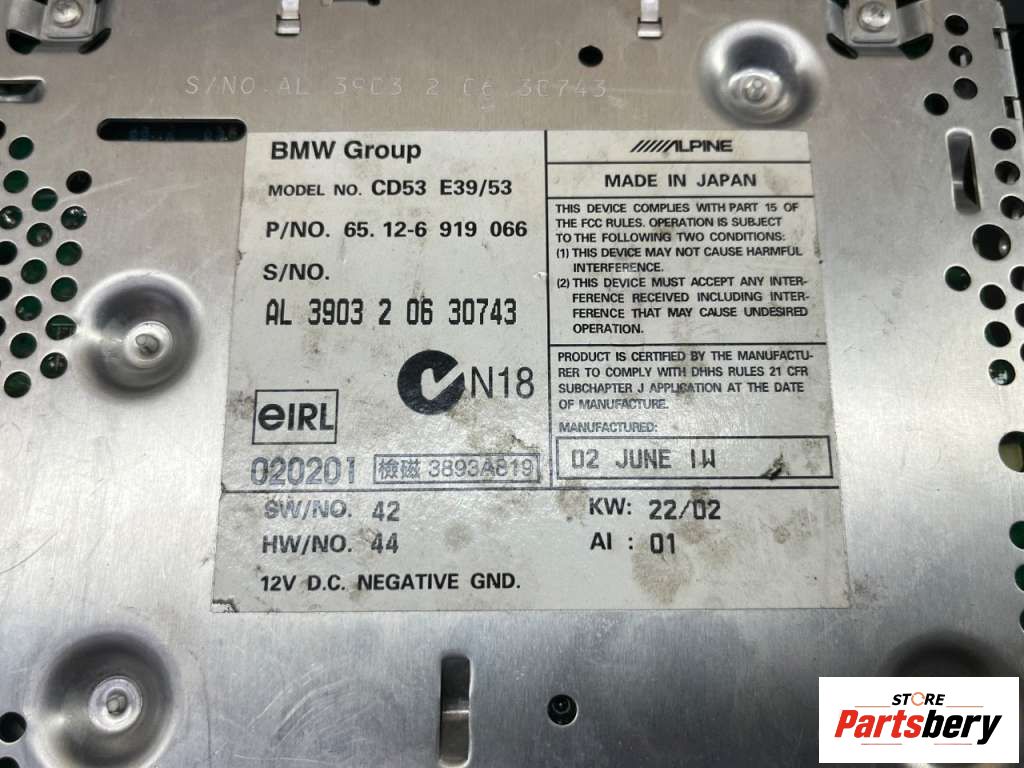 S/NO. AL 3903 2 06 30743
BMW Group
MODEL NO. CD53 E39/53
P/NO. 65. 12-6 919 066
S/NO.
AL 3903 2 06 30743
N18
eIRL
020201 檢磁 3893A819
ALPINE
MADE IN JAPAN
THIS DEVICE COMPLIES WITH PART 15 OF
THE FCC RULES. OPERATION IS SUBJECT
TO THE FOLLOWING TWO CONDITIONS:
(1) THIS DEVICE MAY NOT CAUSE HARMFUL
INTERFERENCE.
(2) THIS DEVICE MUST ACCEPT ANY INTER-
FERENCE RECEIVED INCLUDING INTER-
FERENCE THAT MAY CAUSE UNDESIRED
OPERATION.
PRODUCT IS CERTIFIED BY THE MANUFACTU-
RER TO COMPLY WITH DHHS RULES 21 CFR
SUBCHAPTER J APPLICATION AT THE DATE
OF MANUFACTURE.
MANUFACTURED:
02 JUNE IW
SW/NO. 42
HW/NO. 44
12V D.C. NEGATIVE GND.
KW: 22/02
AI : 01
STORE
Partsbery